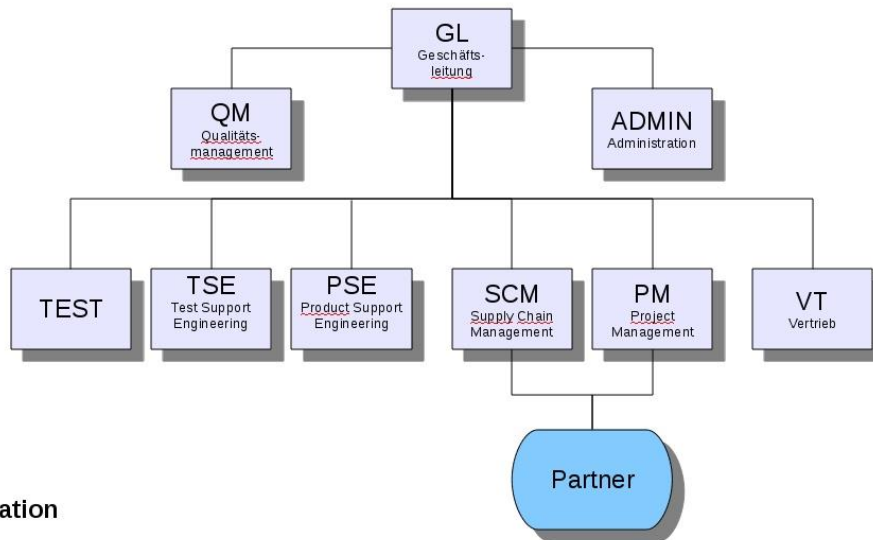 GL
Geschäfts-
leitung
QM
Qualitäts-
management
ADMIN
Administration
TEST
TSE
Test Support
Engineering
PSE
Product Support
Engineering
SCM
Supply Chain
Management
PM
Project
Management
VT
Vertrieb
Partner
ation